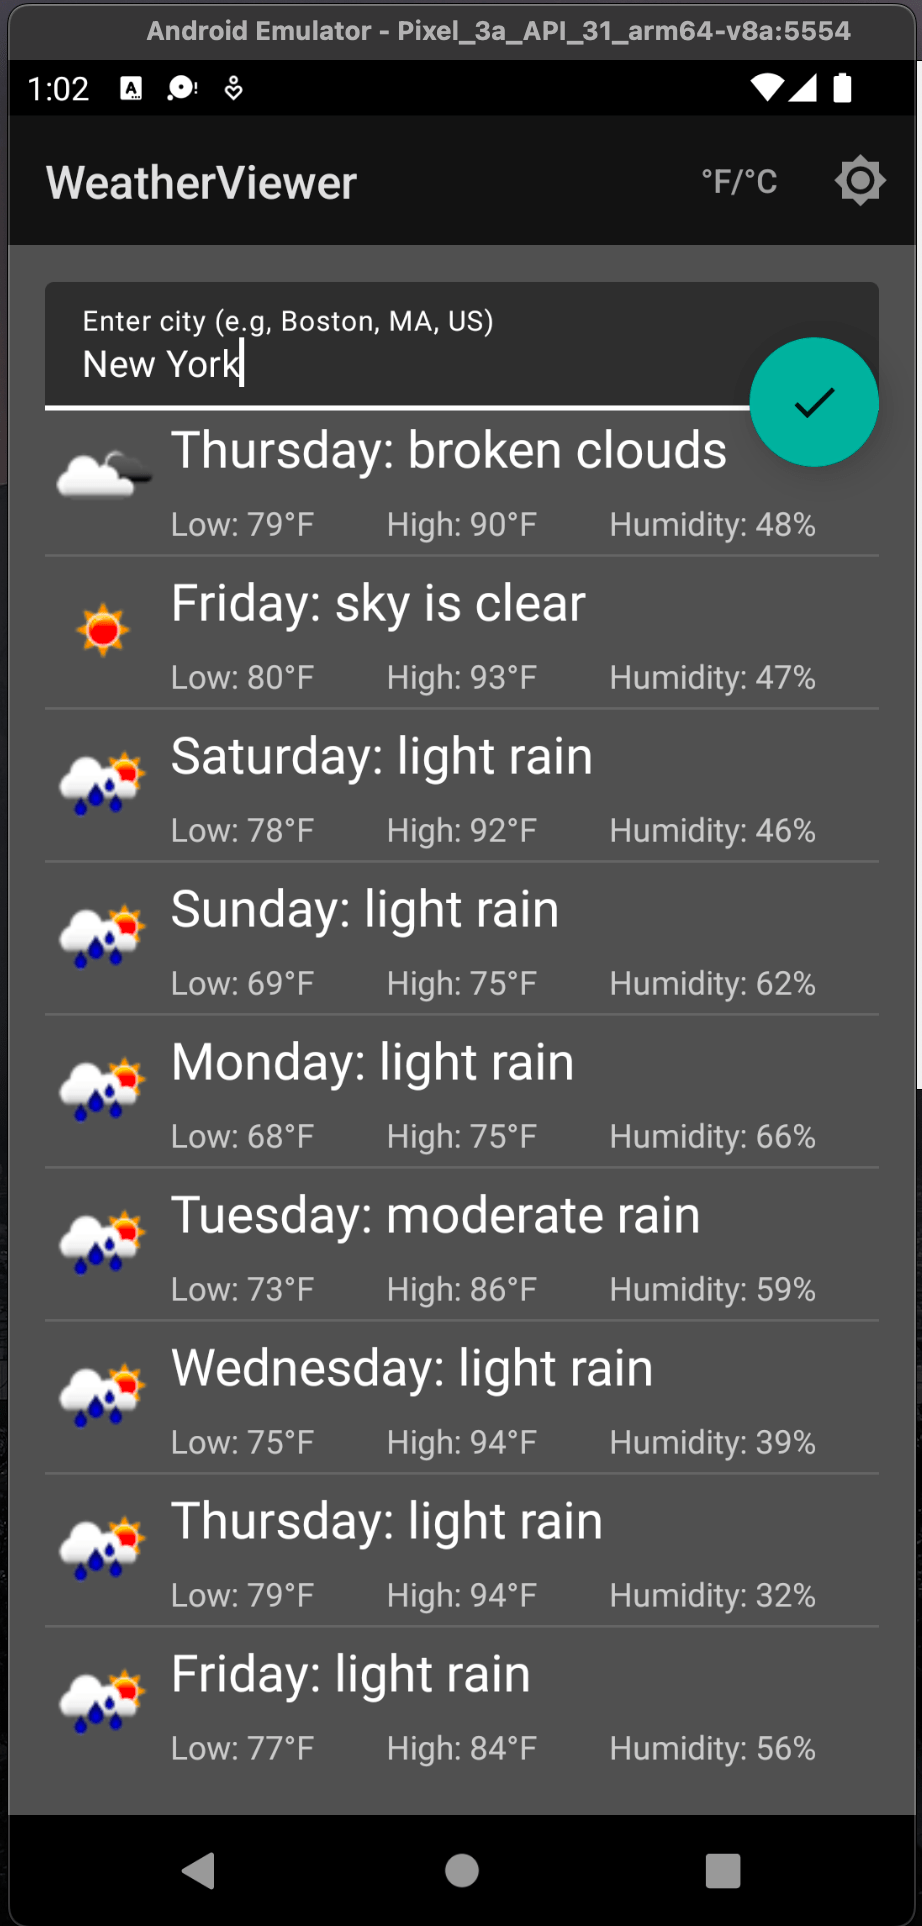 Android Emulator - Pixel_3a_API_31_arm64-v8a:5554
1:02
WeatherViewer °F/°C
Enter city (e.g, Boston, MA, US)
New York
Thursday: broken clouds
Low: 79°F High: 90°F Humidity: 48%
Friday: sky is clear
Low: 80°F High: 93°F Humidity: 47%
Saturday: light rain
Low: 78°F High: 92°F Humidity: 46%
Sunday: light rain
Low: 69°F High: 75°F Humidity: 62%
Monday: light rain
Low: 68°F High: 75°F Humidity: 66%
Tuesday: moderate rain
Low: 73°F High: 86°F Humidity: 59%
Wednesday: light rain
Low: 75°F High: 94°F Humidity: 39%
Thursday: light rain
Low: 79°F High: 94°F Humidity: 32%
Friday: light rain
Low: 77°F High: 84°F Humidity: 56%